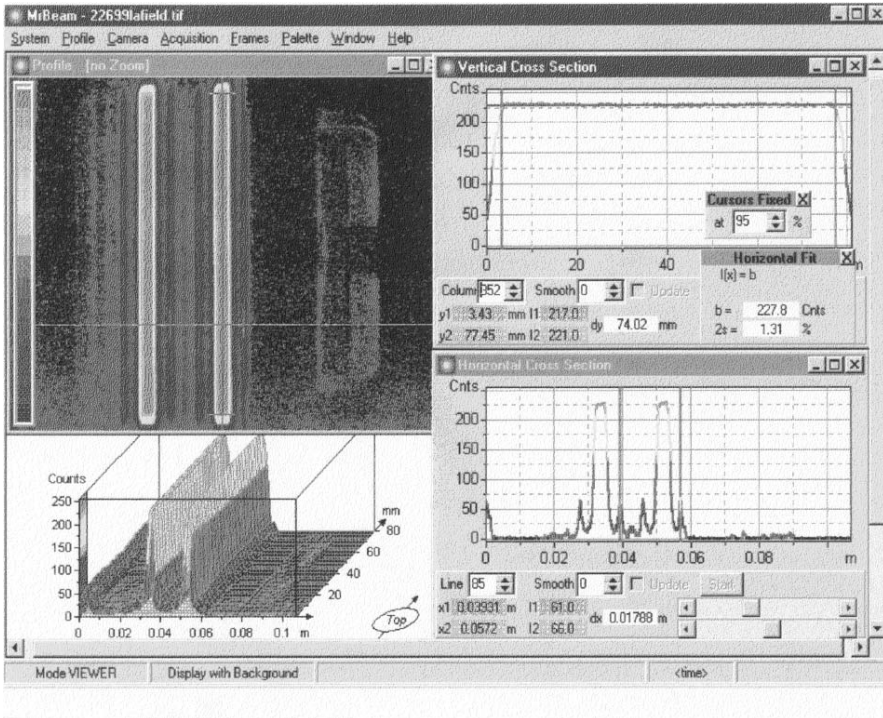 MrBeam - 22699lafield.tif
System Profile Camera Acquisition Frames Palette Window Help
Profile [no Zoom]
Vertical Cross Section
Cnts
200
150
100
50
0
0 20 40
Cursors Fixed
at 95 %
Horizontal Fit
I(x) = b
b = 227.8 Cnts
2s = 1.31 %
Column 952 Smooth 0 Update
y1 3.43 mm I1 217.0
y2 77.45 mm I2 221.0
dy 74.02 mm
Horizontal Cross Section
Cnts
200
150
100
50
0
0 0.02 0.04 0.06 0.08 m
Line 85 Smooth 0 Update Start
x1 0.03931 m I1 61.0
x2 0.0572 m I2 66.0
dx 0.01788 m
Counts
250
200
150
100
50
0
0 0.02 0.04 0.06 0.08 0.1 m
mm
80
60
40
20
Top
Mode VIEWER Display with Background <time>